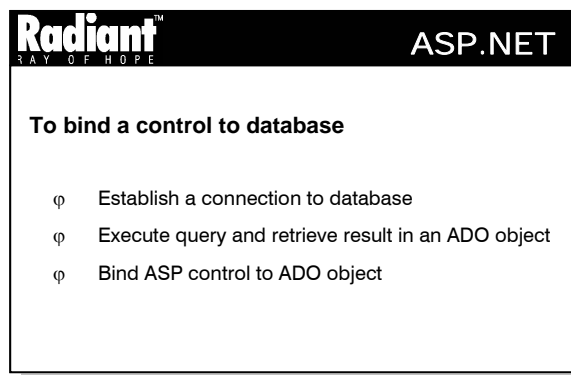 Radiant™
RAY OF HOPE
ASP.NET
To bind a control to database
φ Establish a connection to database
φ Execute query and retrieve result in an ADO object
φ Bind ASP control to ADO object